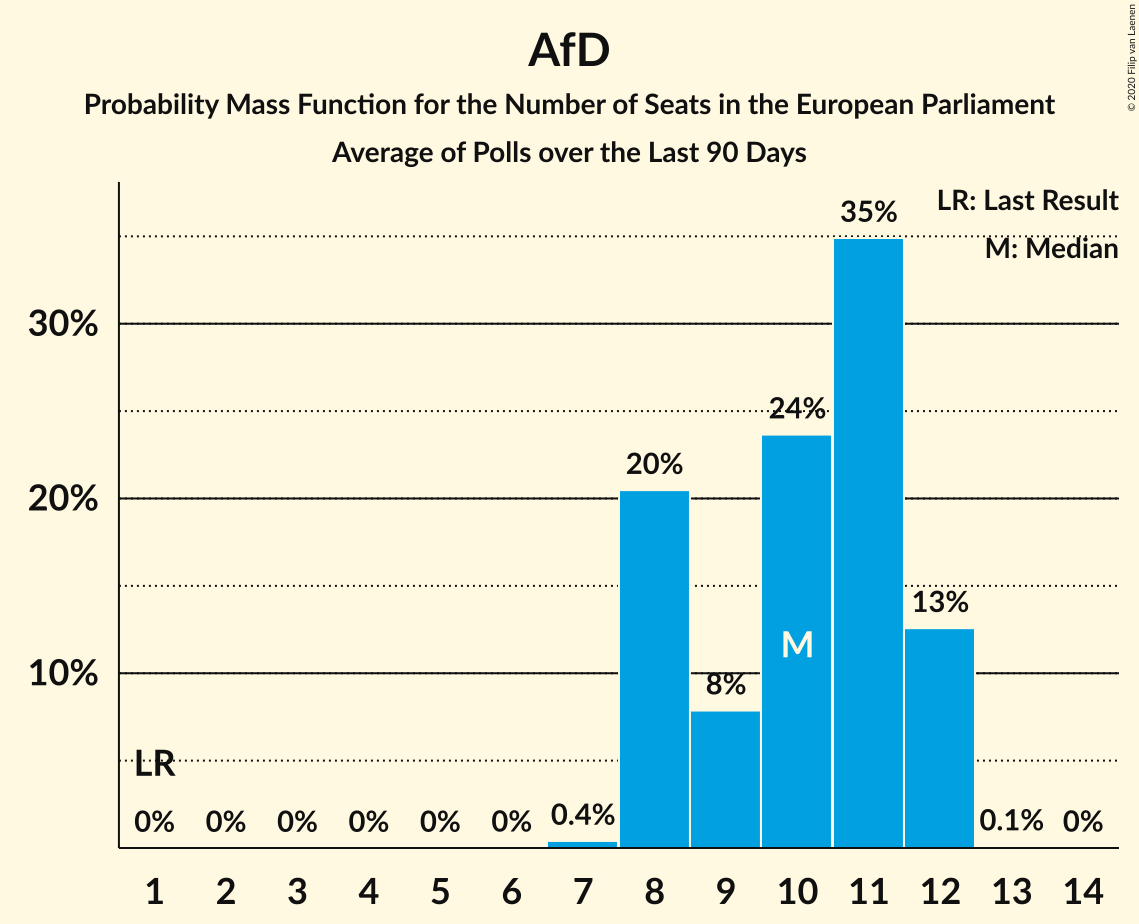 AfD
Probability Mass Function for the Number of Seats in the European Parliament
Average of Polls over the Last 90 Days
© 2020 Filip van Laenen
LR: Last Result
M: Median
35%
30%
24%
20%
20%
13%
M
10%
8%
LR
0% 0% 0% 0% 0% 0% 0.4% 0.1% 0%
1 2 3 4 5 6 7 8 9 10 11 12 13 14